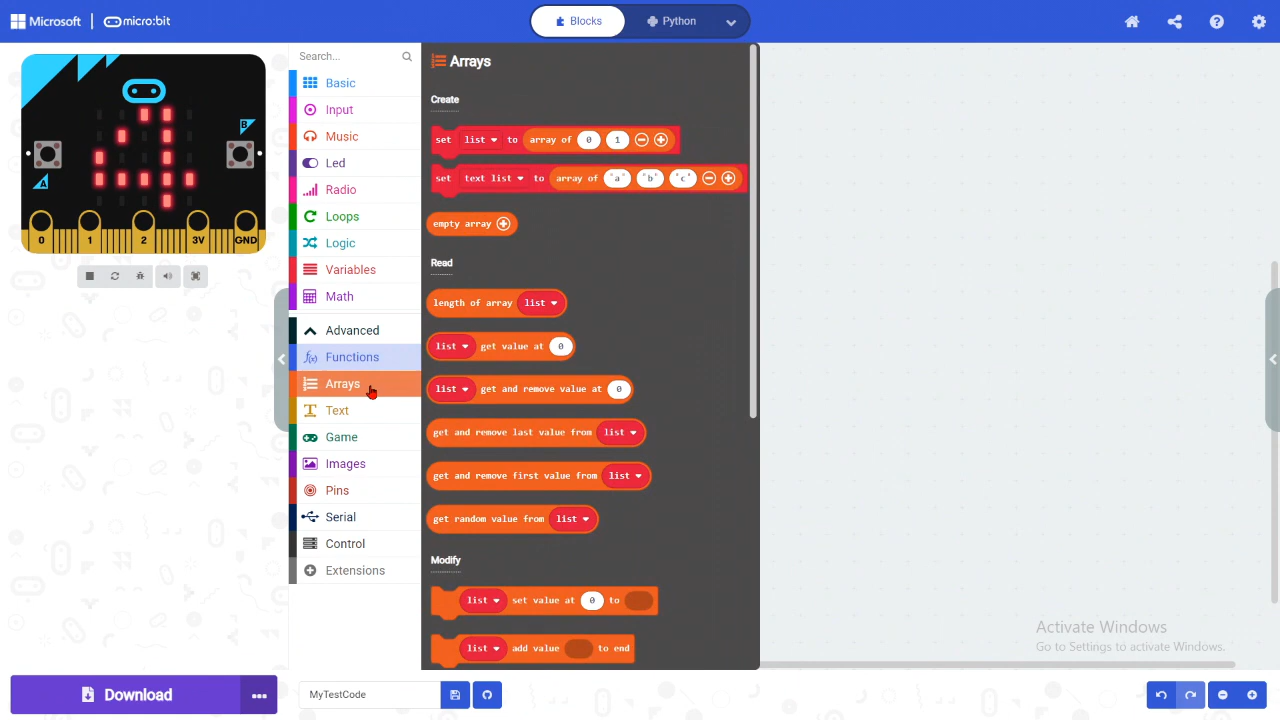 Microsoft | micro:bit
Blocks
Python
Search...
Basic
Input
Music
Led
Radio
Loops
Logic
Variables
Math
Advanced
Functions
Arrays
Text
Game
Images
Pins
Serial
Control
Extensions
A
B
0 1 2 3V GND
Arrays
Create
set list to array of 0 1
set text list to array of "a" "b" "c"
empty array
Read
length of array list
list get value at 0
list get and remove value at 0
get and remove last value from list
get and remove first value from list
get random value from list
Modify
list set value at 0 to
list add value to end
Activate Windows
Go to Settings to activate Windows.
Download
MyTestCode